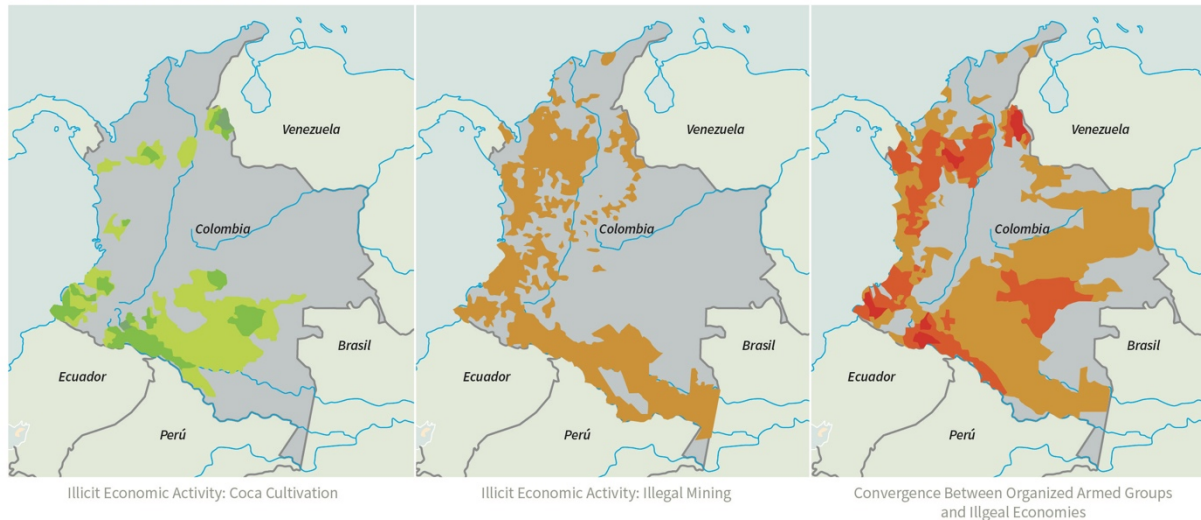 Venezuela
Colombia
Brasil
Ecuador
Perú
Illicit Economic Activity: Coca Cultivation
Venezuela
Colombia
Brasil
Ecuador
Perú
Illicit Economic Activity: Illegal Mining
Venezuela
Colombia
Brasil
Ecuador
Perú
Convergence Between Organized Armed Groups
and Illgeal Economies